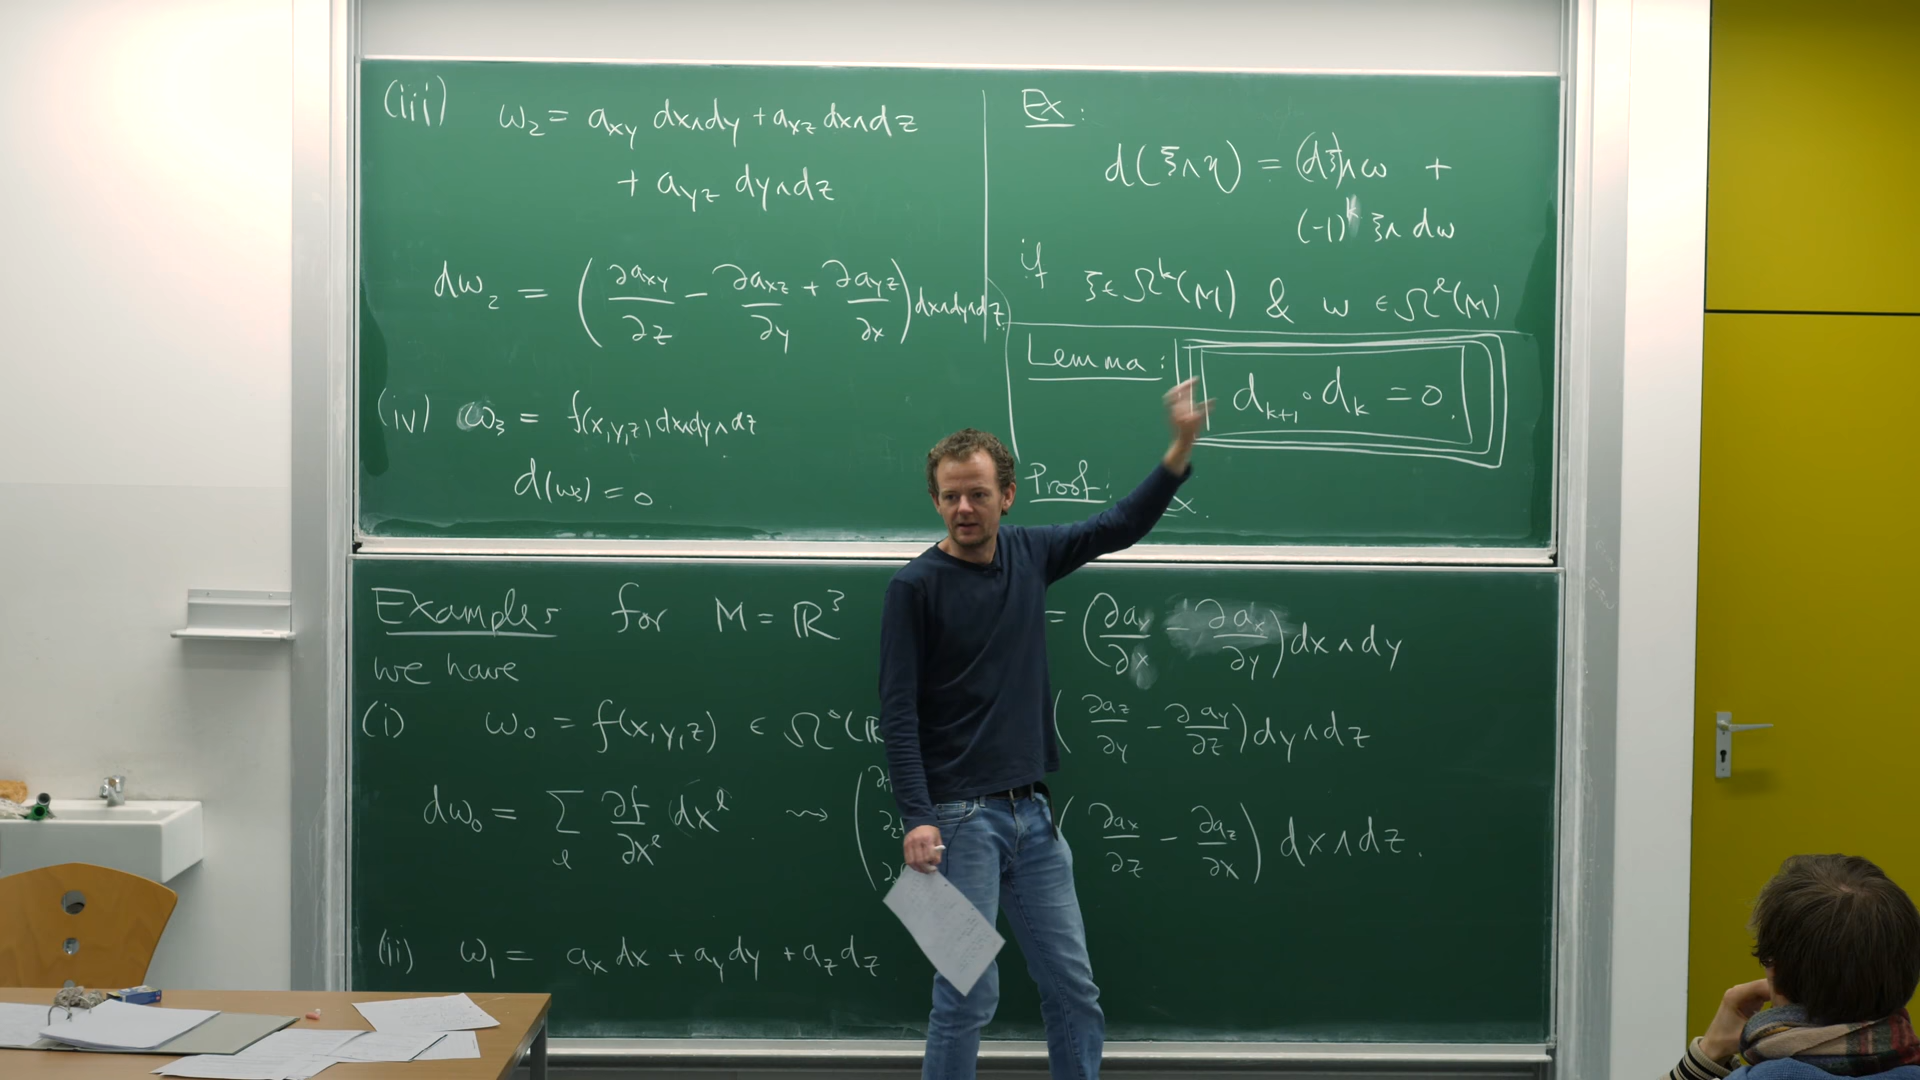 (iii) ω₂ = a_xy dx∧dy + a_xz dx∧dz
+ a_yz dy∧dz
dω₂ = (∂a_xy/∂z − ∂a_xz/∂y + ∂a_yz/∂x) dx∧dy∧dz
(iv) ω₃ = f(x,y,z) dx∧dy∧dz
d(ω₃) = 0
Ex:
d(ξ∧η) = (dξ)∧ω +
(-1)^k ξ∧dω
if ξ ∈ Ω^k(M) & ω ∈ Ω^ℓ(M)
Lemma: d_{k+1} ∘ d_k = 0.
Proof:
Examples for M = ℝ³
we have
(i) ω₀ = f(x,y,z) ∈ Ω⁰(ℝ
dω₀ = Σ_ℓ ∂f/∂x^ℓ dx^ℓ ⇝ (
(ii) ω₁ = a_x dx + a_y dy + a_z dz
= (∂a_y/∂x − ∂a_x/∂y) dx∧dy
(∂a_z/∂y − ∂a_y/∂z) dy∧dz
(∂a_x/∂z − ∂a_z/∂x) dx∧dz.